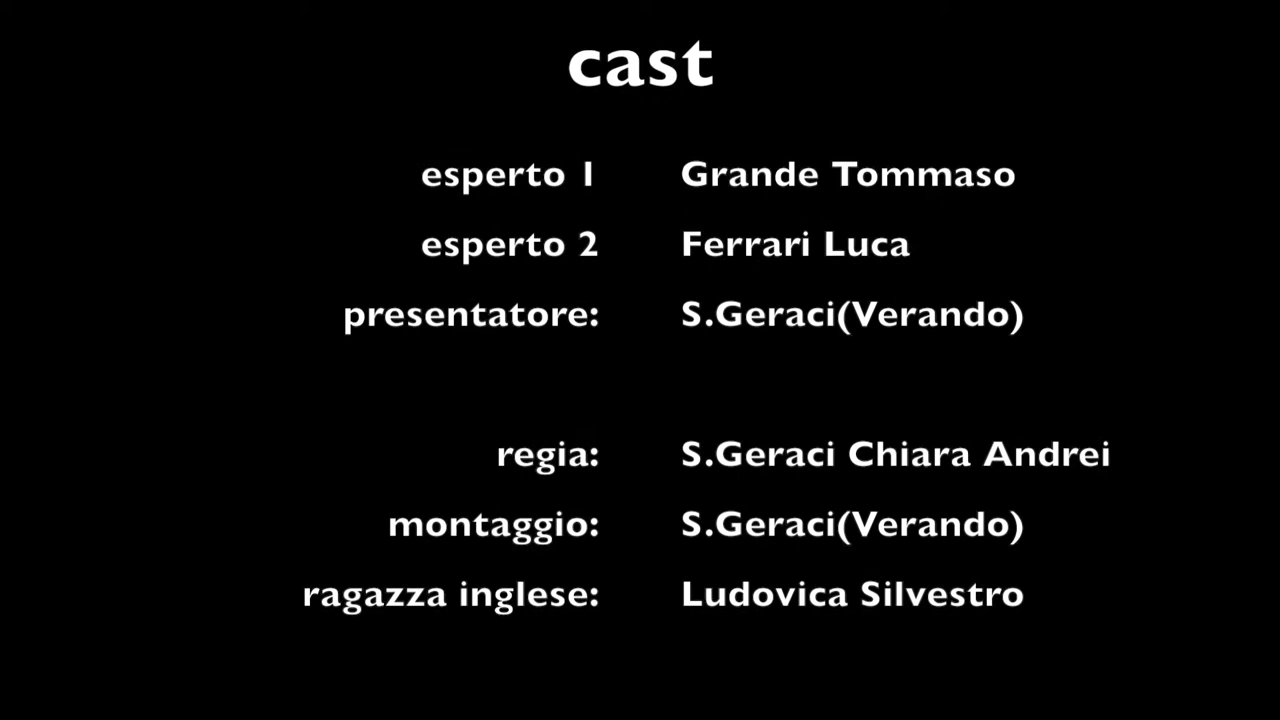 cast
esperto 1 Grande Tommaso
esperto 2 Ferrari Luca
presentatore: S.Geraci(Verando)
regia: S.Geraci Chiara Andrei
montaggio: S.Geraci(Verando)
ragazza inglese: Ludovica Silvestro